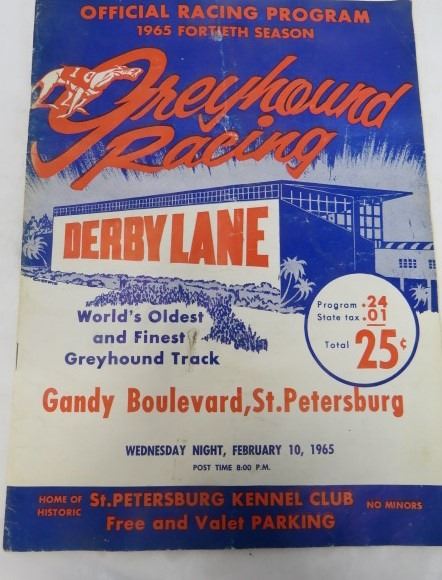 OFFICIAL RACING PROGRAM
1965 FORTIETH SEASON
Greyhound
Racing
DERBY LANE
World's Oldest
and Finest
Greyhound Track
Program .24
State tax .01
Total 25¢
Gandy Boulevard, St. Petersburg
WEDNESDAY NIGHT, FEBRUARY 10, 1965
POST TIME 8:00 P.M.
HOME OF HISTORIC St. PETERSBURG KENNEL CLUB NO MINORS
Free and Valet PARKING